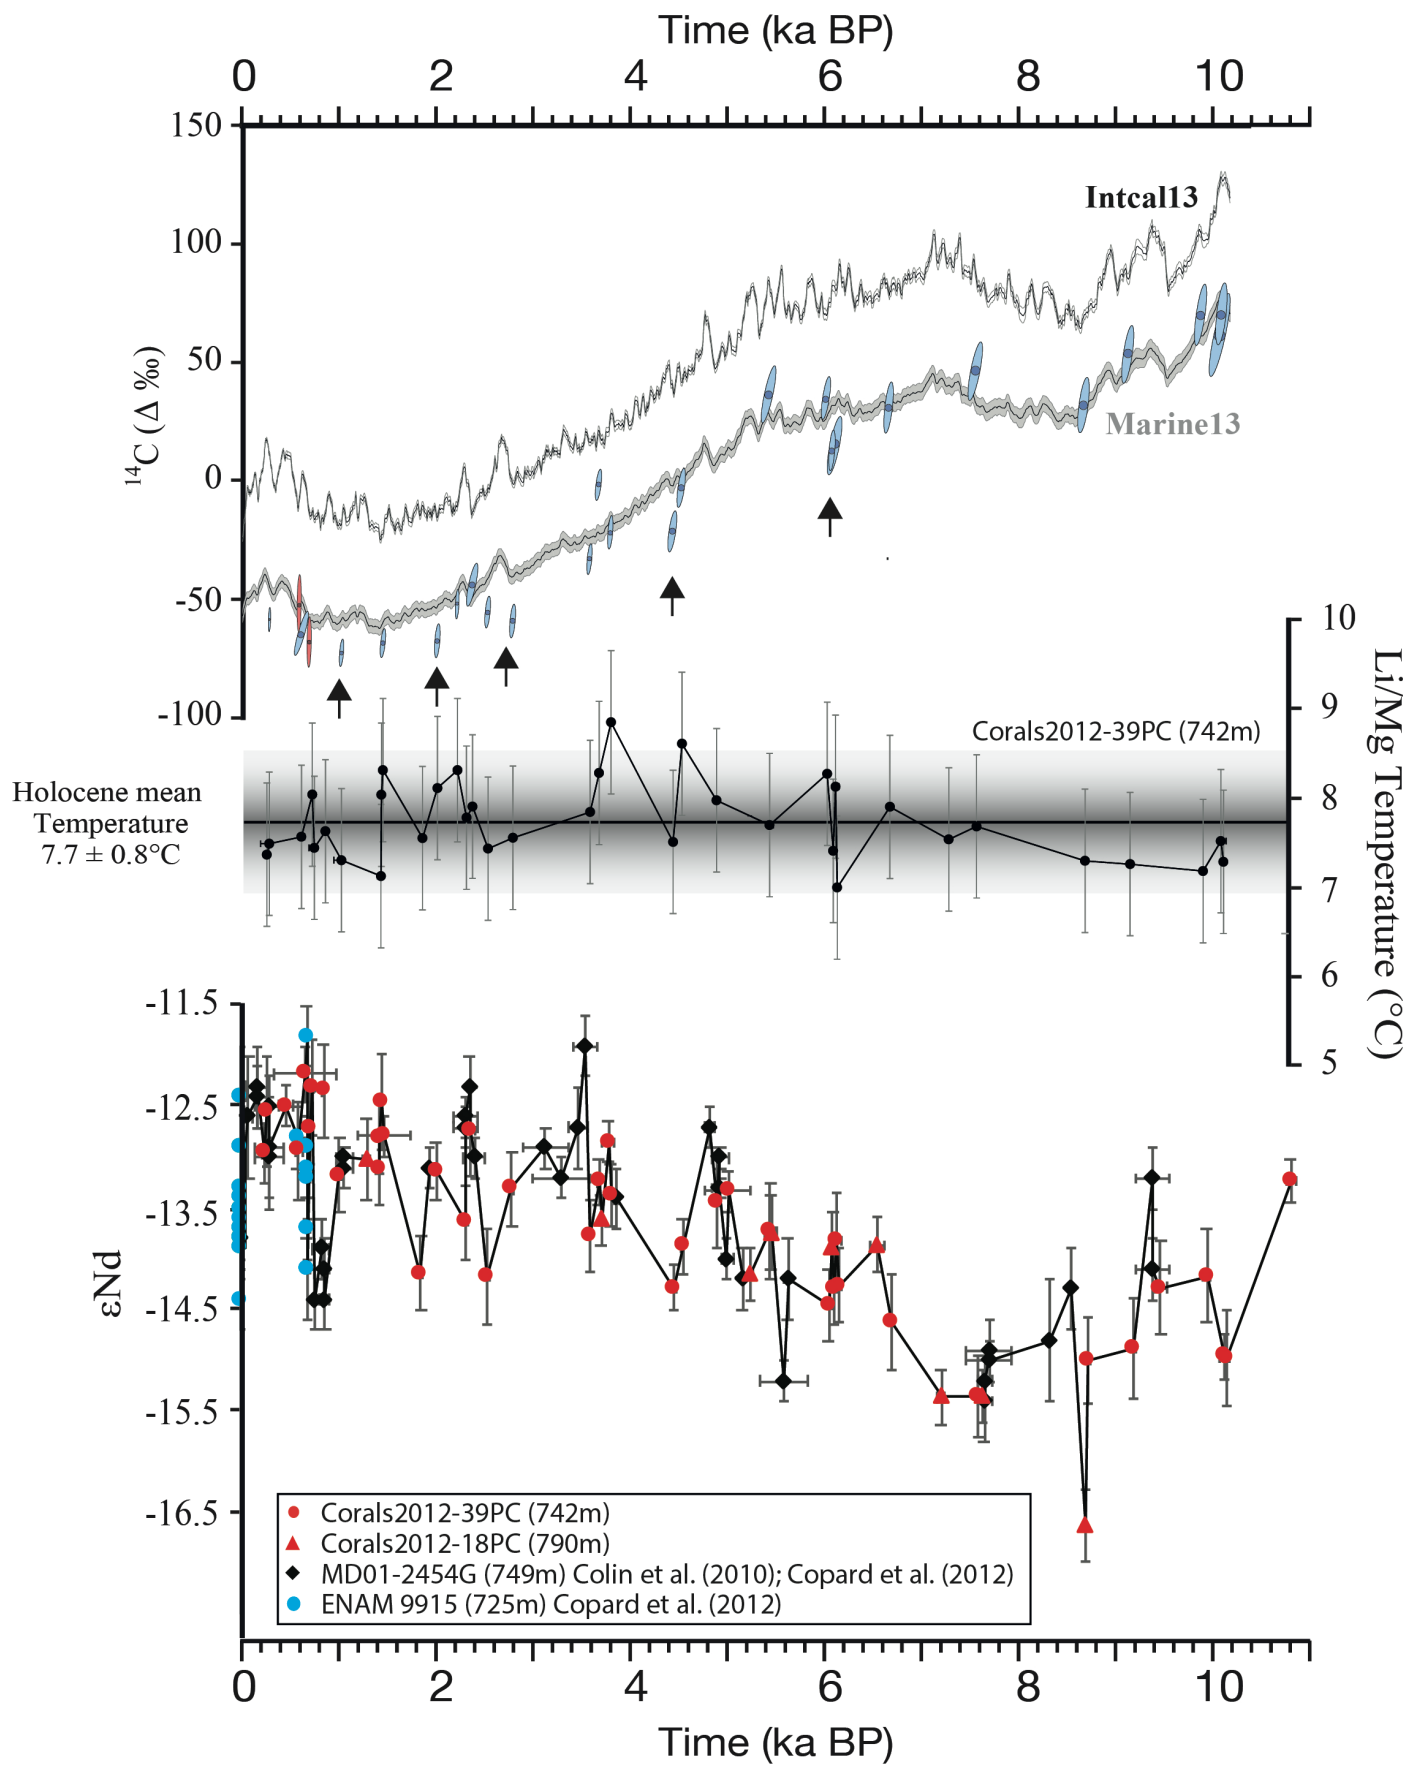 Time (ka BP)
0 2 4 6 8 10
150
100
50
0
-50
-100
¹⁴C (Δ ‰)
Intcal13
Marine13
10
9
8
7
6
5
Li/Mg Temperature (°C)
Corals2012-39PC (742m)
Holocene mean
Temperature
7.7 ± 0.8°C
-11.5
-12.5
-13.5
-14.5
-15.5
-16.5
εNd
Corals2012-39PC (742m)
Corals2012-18PC (790m)
MD01-2454G (749m) Colin et al. (2010); Copard et al. (2012)
ENAM 9915 (725m) Copard et al. (2012)
0 2 4 6 8 10
Time (ka BP)